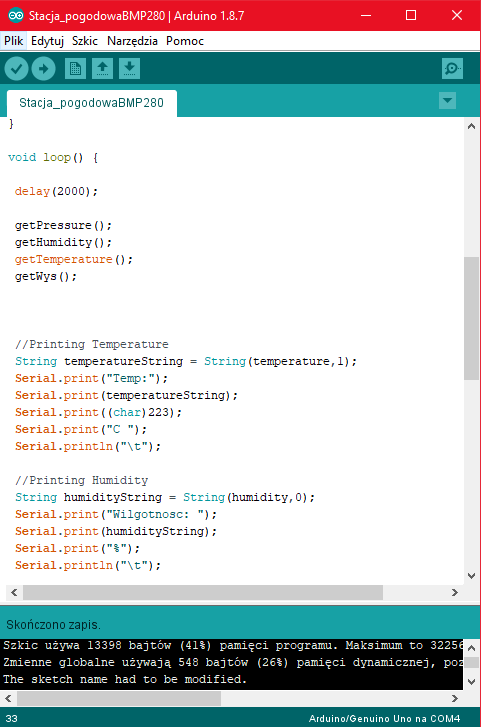 Stacja_pogodowaBMP280 | Arduino 1.8.7
Plik Edytuj Szkic Narzędzia Pomoc
Stacja_pogodowaBMP280
}
void loop() {
delay(2000);
getPressure();
getHumidity();
getTemperature();
getWys();
//Printing Temperature
String temperatureString = String(temperature,1);
Serial.print("Temp:");
Serial.print(temperatureString);
Serial.print((char)223);
Serial.print("C ");
Serial.println("\t");
//Printing Humidity
String humidityString = String(humidity,0);
Serial.print("Wilgotnosc: ");
Serial.print(humidityString);
Serial.print("%");
Serial.println("\t");
Skończono zapis.
Szkic używa 13398 bajtów (41%) pamięci programu. Maksimum to 32256
Zmienne globalne używają 548 bajtów (26%) pamięci dynamicznej, poz
The sketch name had to be modified.
33 Arduino/Genuino Uno na COM4